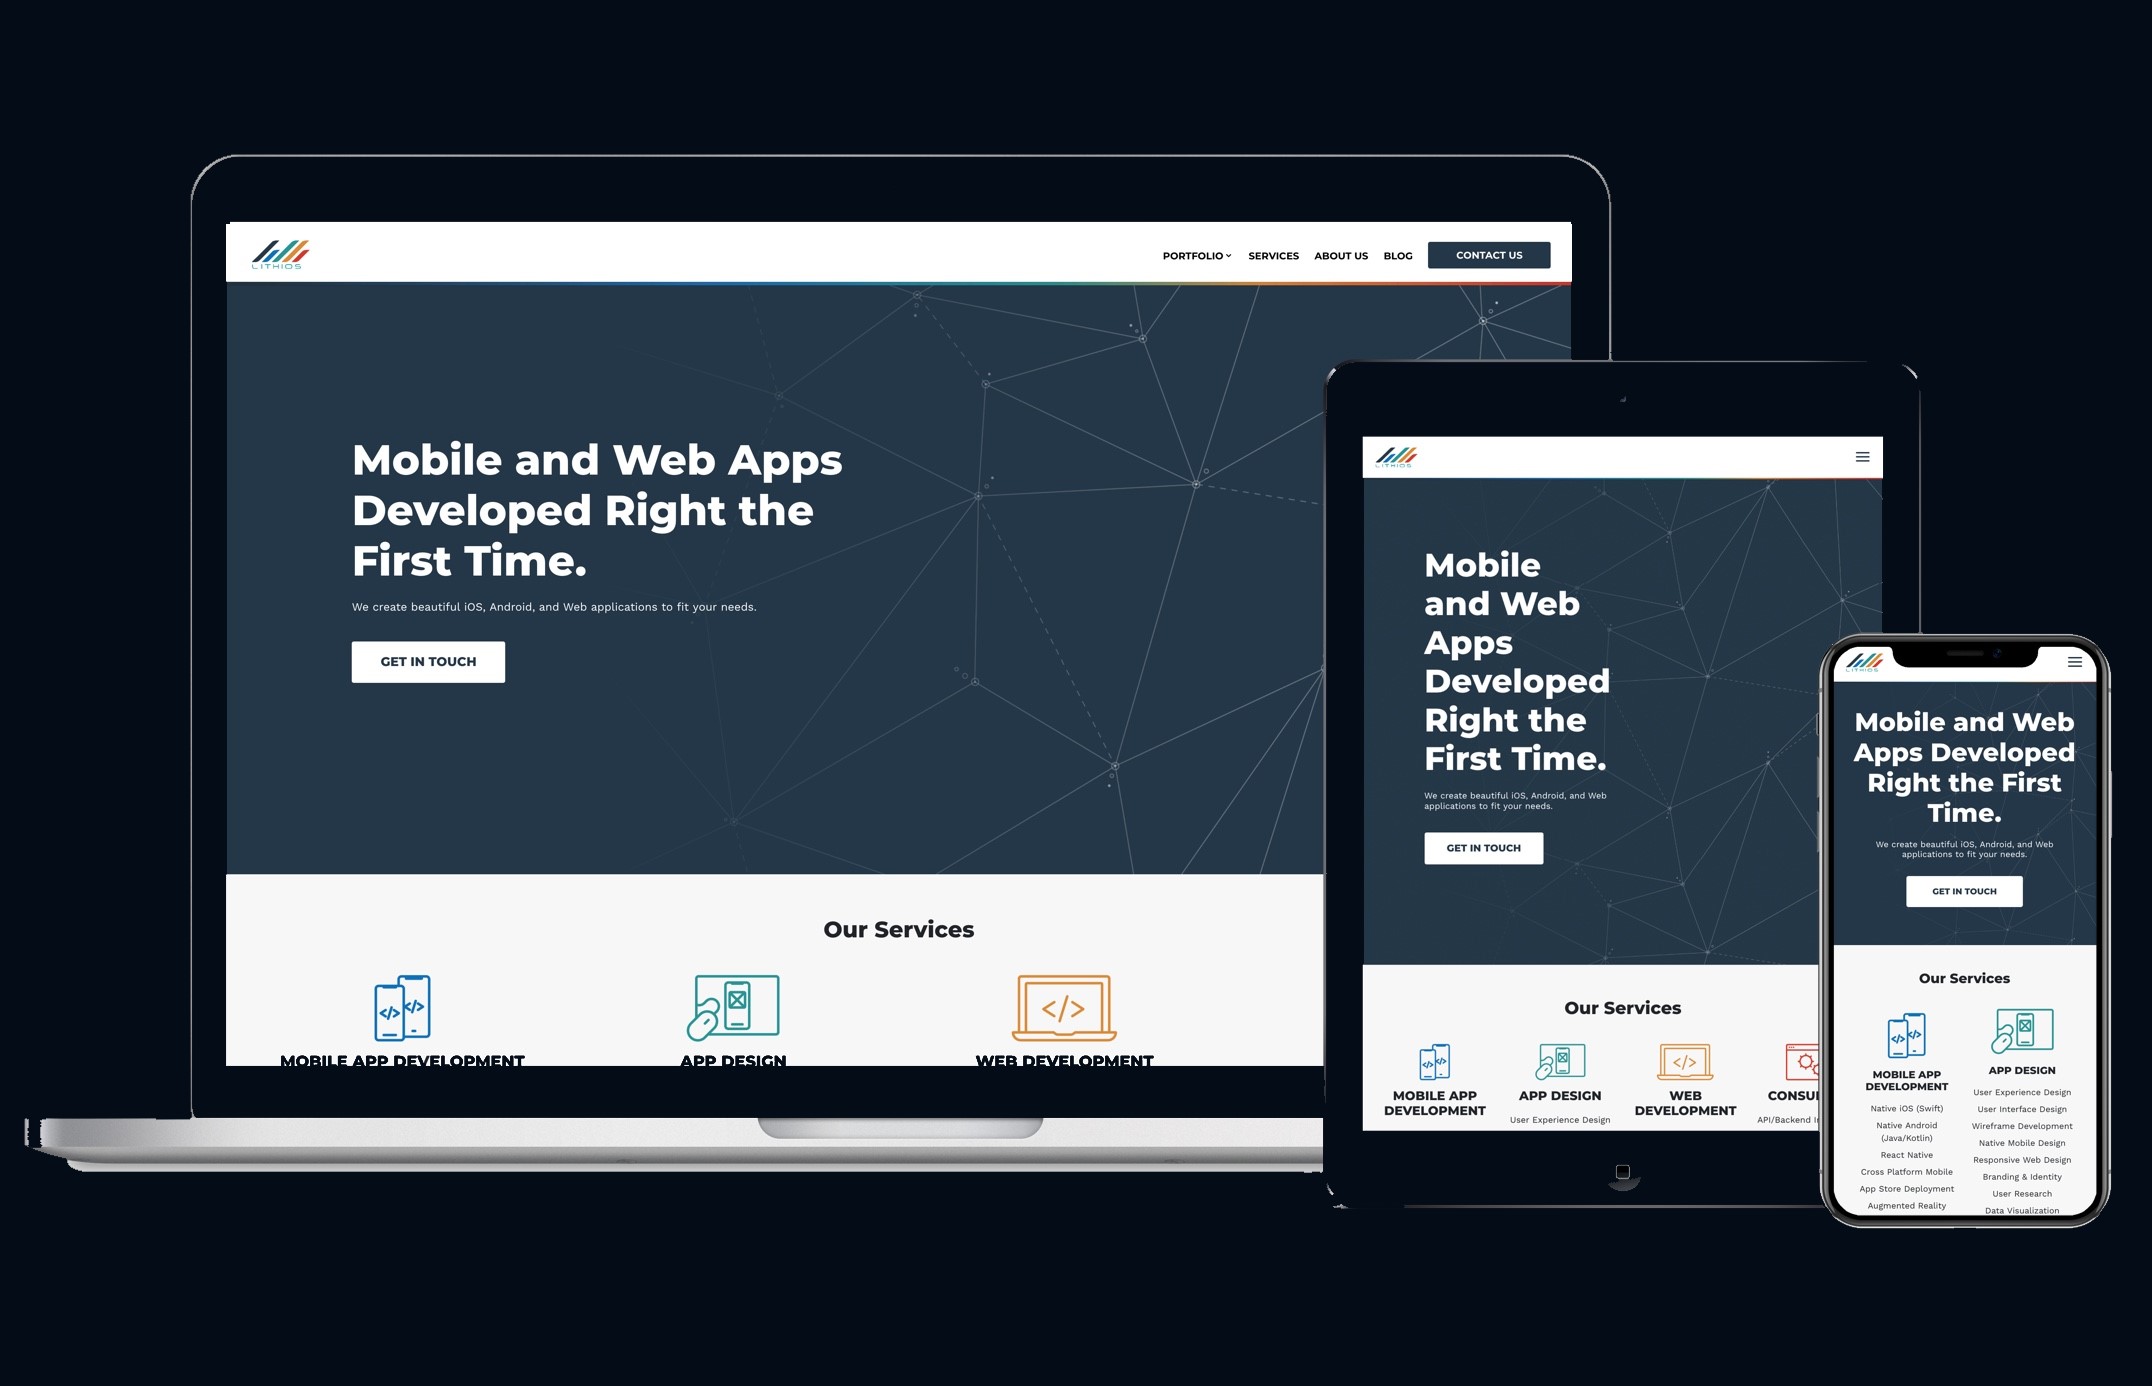 LITHIOS
PORTFOLIO SERVICES ABOUT US BLOG CONTACT US
Mobile and Web Apps
Developed Right the
First Time.
We create beautiful iOS, Android, and Web applications to fit your needs.
GET IN TOUCH
Our Services
MOBILE APP DEVELOPMENT
APP DESIGN
WEB DEVELOPMENT
LITHIOS
Mobile
and Web
Apps
Developed
Right the
First Time.
We create beautiful iOS, Android, and Web
applications to fit your needs.
GET IN TOUCH
Our Services
MOBILE APP
DEVELOPMENT
APP DESIGN
User Experience Design
WEB
DEVELOPMENT
CONSU
API/Backend I
LITHIOS
Mobile and Web
Apps Developed
Right the First
Time.
We create beautiful iOS, Android, and Web
applications to fit your needs.
GET IN TOUCH
Our Services
MOBILE APP
DEVELOPMENT
Native iOS (Swift)
Native Android
(Java/Kotlin)
React Native
Cross Platform Mobile
App Store Deployment
Augmented Reality
APP DESIGN
User Experience Design
User Interface Design
Wireframe Development
Native Mobile Design
Responsive Web Design
Branding & Identity
User Research
Data Visualization